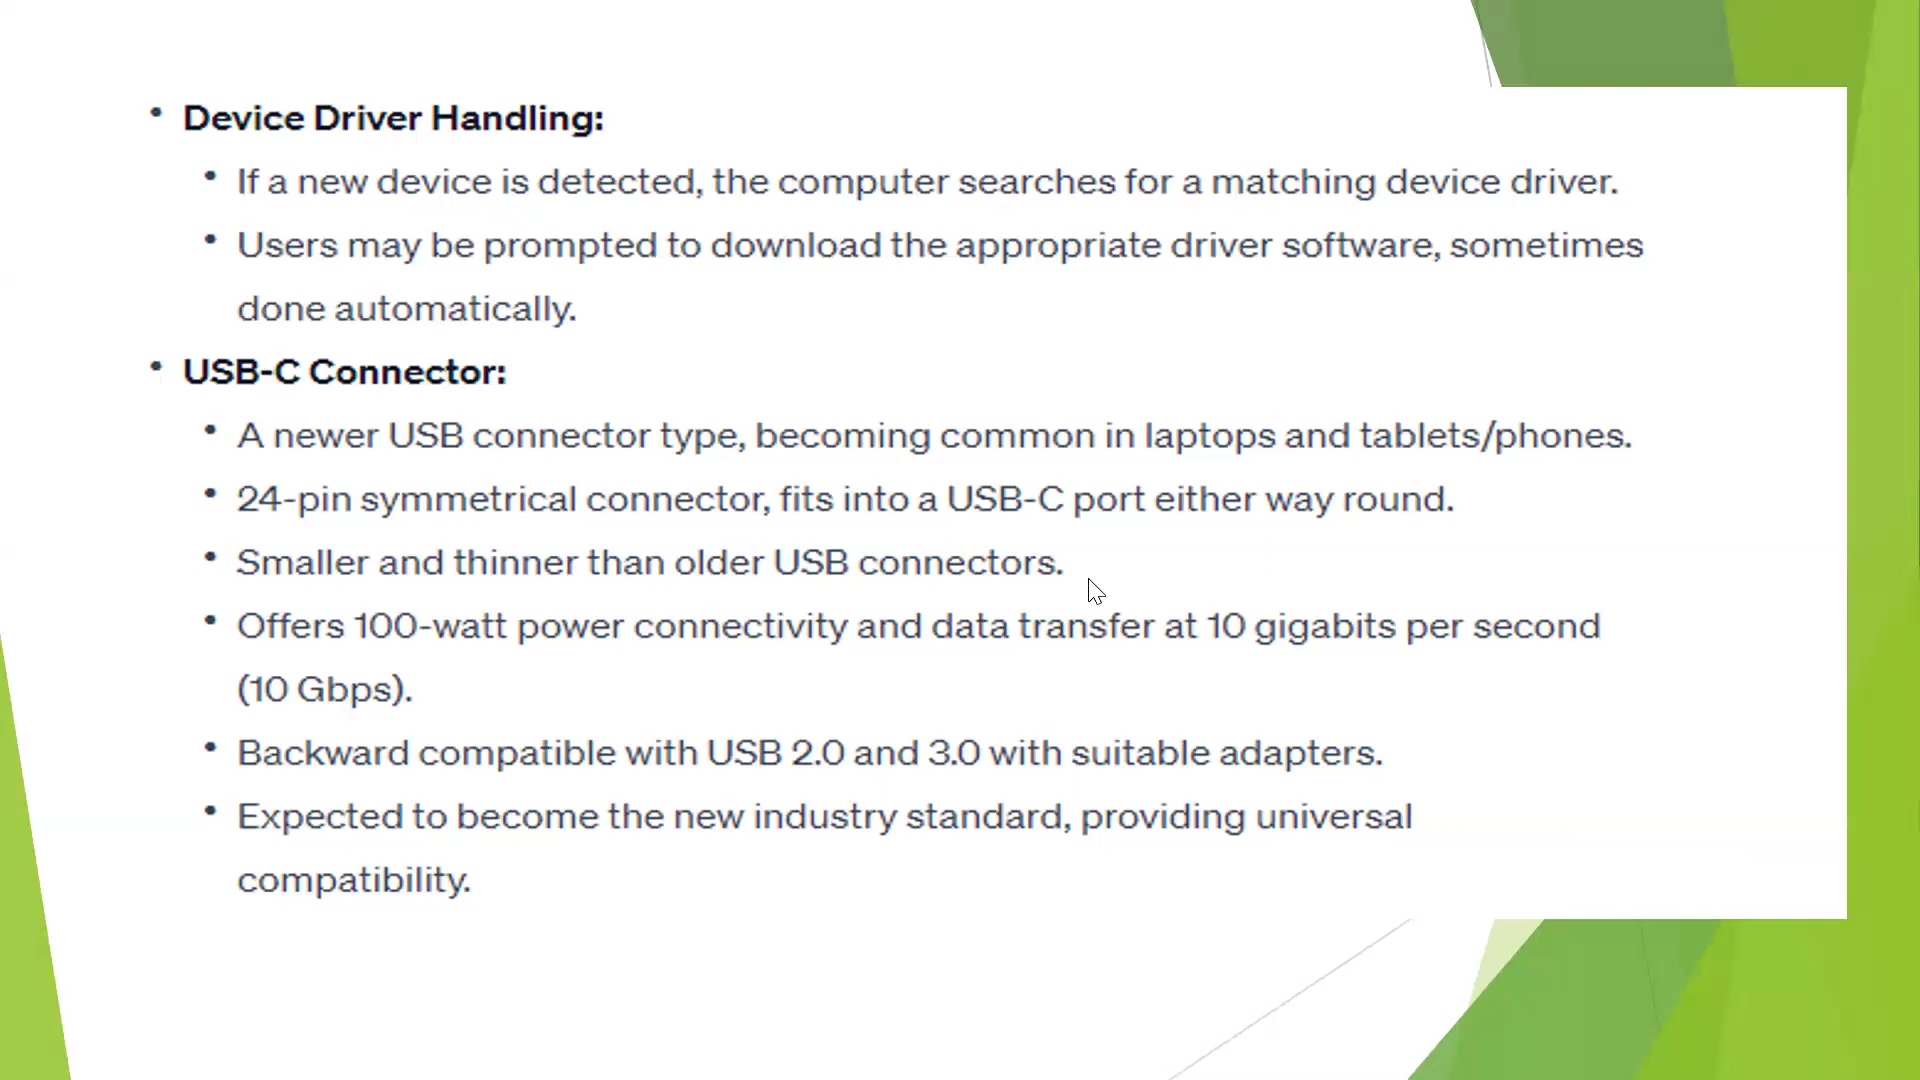 • Device Driver Handling:
• If a new device is detected, the computer searches for a matching device driver.
• Users may be prompted to download the appropriate driver software, sometimes
done automatically.
• USB-C Connector:
• A newer USB connector type, becoming common in laptops and tablets/phones.
• 24-pin symmetrical connector, fits into a USB-C port either way round.
• Smaller and thinner than older USB connectors.
• Offers 100-watt power connectivity and data transfer at 10 gigabits per second
(10 Gbps).
• Backward compatible with USB 2.0 and 3.0 with suitable adapters.
• Expected to become the new industry standard, providing universal
compatibility.